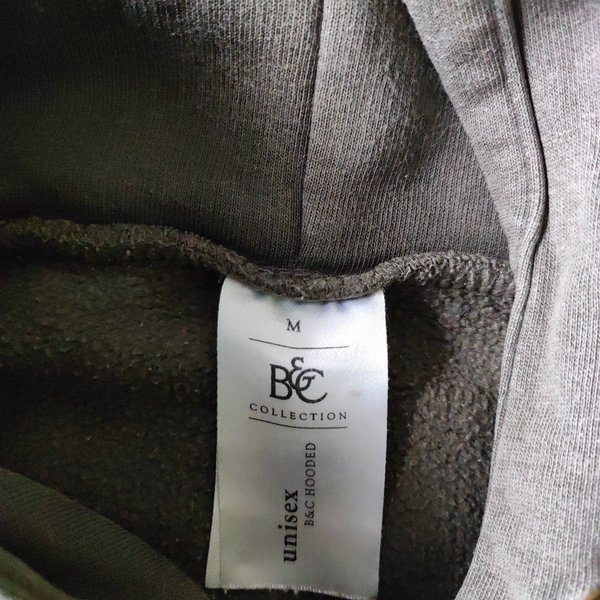 M
B&C
COLLECTION
unisex
B&C HOODED